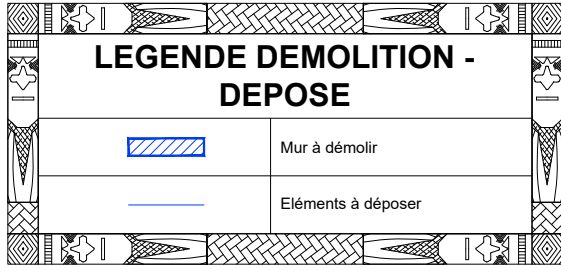 LEGENDE DEMOLITION -
DEPOSE
Mur à démolir
Eléments à déposer